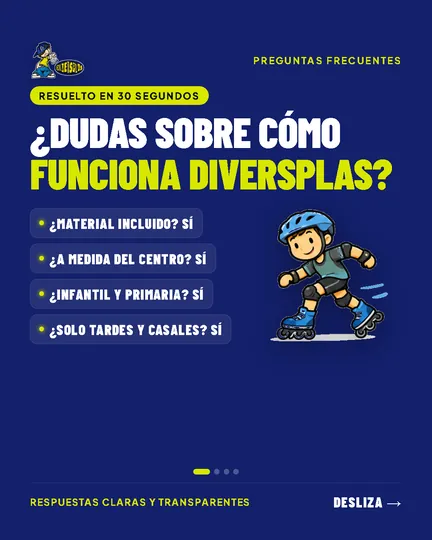 PREGUNTAS FRECUENTES
RESUELTO EN 30 SEGUNDOS
¿DUDAS SOBRE CÓMO
FUNCIONA DIVERSPLAS?
¿MATERIAL INCLUIDO? SÍ
¿A MEDIDA DEL CENTRO? SÍ
¿INFANTIL Y PRIMARIA? SÍ
¿SOLO TARDES Y CASALES? SÍ
RESPUESTAS CLARAS Y TRANSPARENTES
DESLIZA →